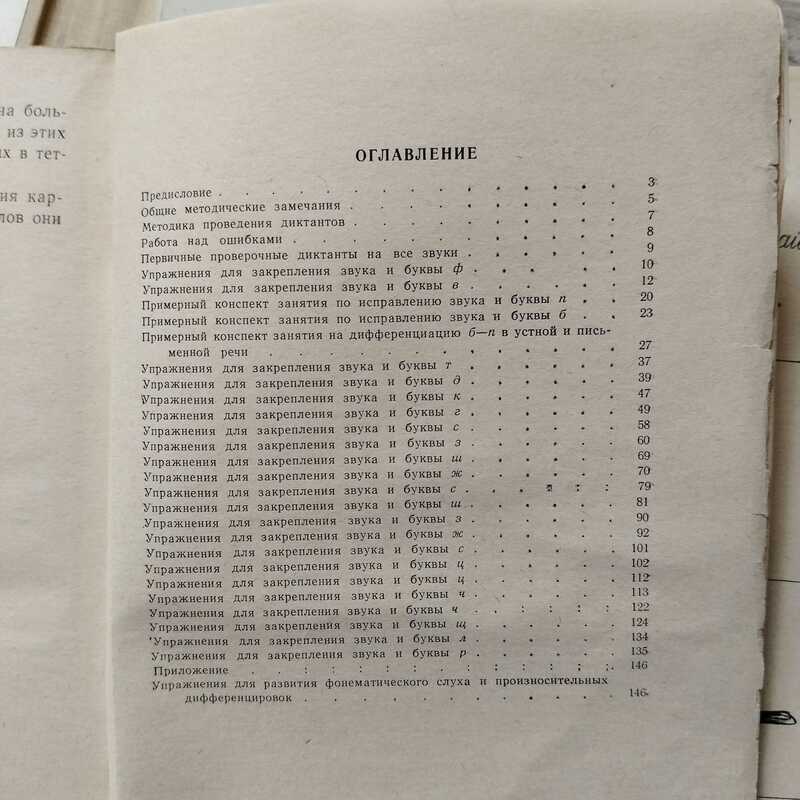 на боль-
из этих
их в тет-
ия кар-
лов они
ОГЛАВЛЕНИЕ
Предисловие . . . . . . . . . . . . . . . 3
Общие методические замечания . . . . . . . . . . 5
Методика проведения диктантов . . . . . . . . . . 7
Работа над ошибками . . . . . . . . . . . . 8
Первичные проверочные диктанты на все звуки . . . . . . 9
Упражнения для закрепления звука и буквы ф . . . . . . 10
Упражнения для закрепления звука и буквы в . . . . . . 12
Примерный конспект занятия по исправлению звука и буквы п . . 20
Примерный конспект занятия по исправлению звука и буквы б . . 23
Примерный конспект занятия на дифференциацию б—п в устной и пись-
менной речи . . . . . . . . . . . . . 27
Упражнения для закрепления звука и буквы т . . . . . . 37
Упражнения для закрепления звука и буквы д . . . . . . 39
Упражнения для закрепления звука и буквы к . . . . . . 47
Упражнения для закрепления звука и буквы г . . . . . . 49
Упражнения для закрепления звука и буквы с . . . . . . 58
Упражнения для закрепления звука и буквы з . . . . . . 60
Упражнения для закрепления звука и буквы ш . . . . . . 69
Упражнения для закрепления звука и буквы ж . . . . . . 70
Упражнения для закрепления звука и буквы с . . . . . . 79
Упражнения для закрепления звука и буквы ш . . . . . . 81
Упражнения для закрепления звука и буквы з . . . . . . 90
Упражнения для закрепления звука и буквы ж . . . . . . 92
Упражнения для закрепления звука и буквы с . . . . . . 101
Упражнения для закрепления звука и буквы ц . . . . . . 102
Упражнения для закрепления звука и буквы ц . . . . . . 112
Упражнения для закрепления звука и буквы ч . . . . . . 113
Упражнения для закрепления звука и буквы ч . . : : : : 122
Упражнения для закрепления звука и буквы щ . . . . . . 124
Упражнения для закрепления звука и буквы л . . . . . . 134
Упражнения для закрепления звука и буквы р . . . . . . 135
Приложение . . : : : : : . : : : : ; : 146
Упражнения для развития фонематического слуха и произносительных
дифференцировок . . . . . . . . . . . . 146